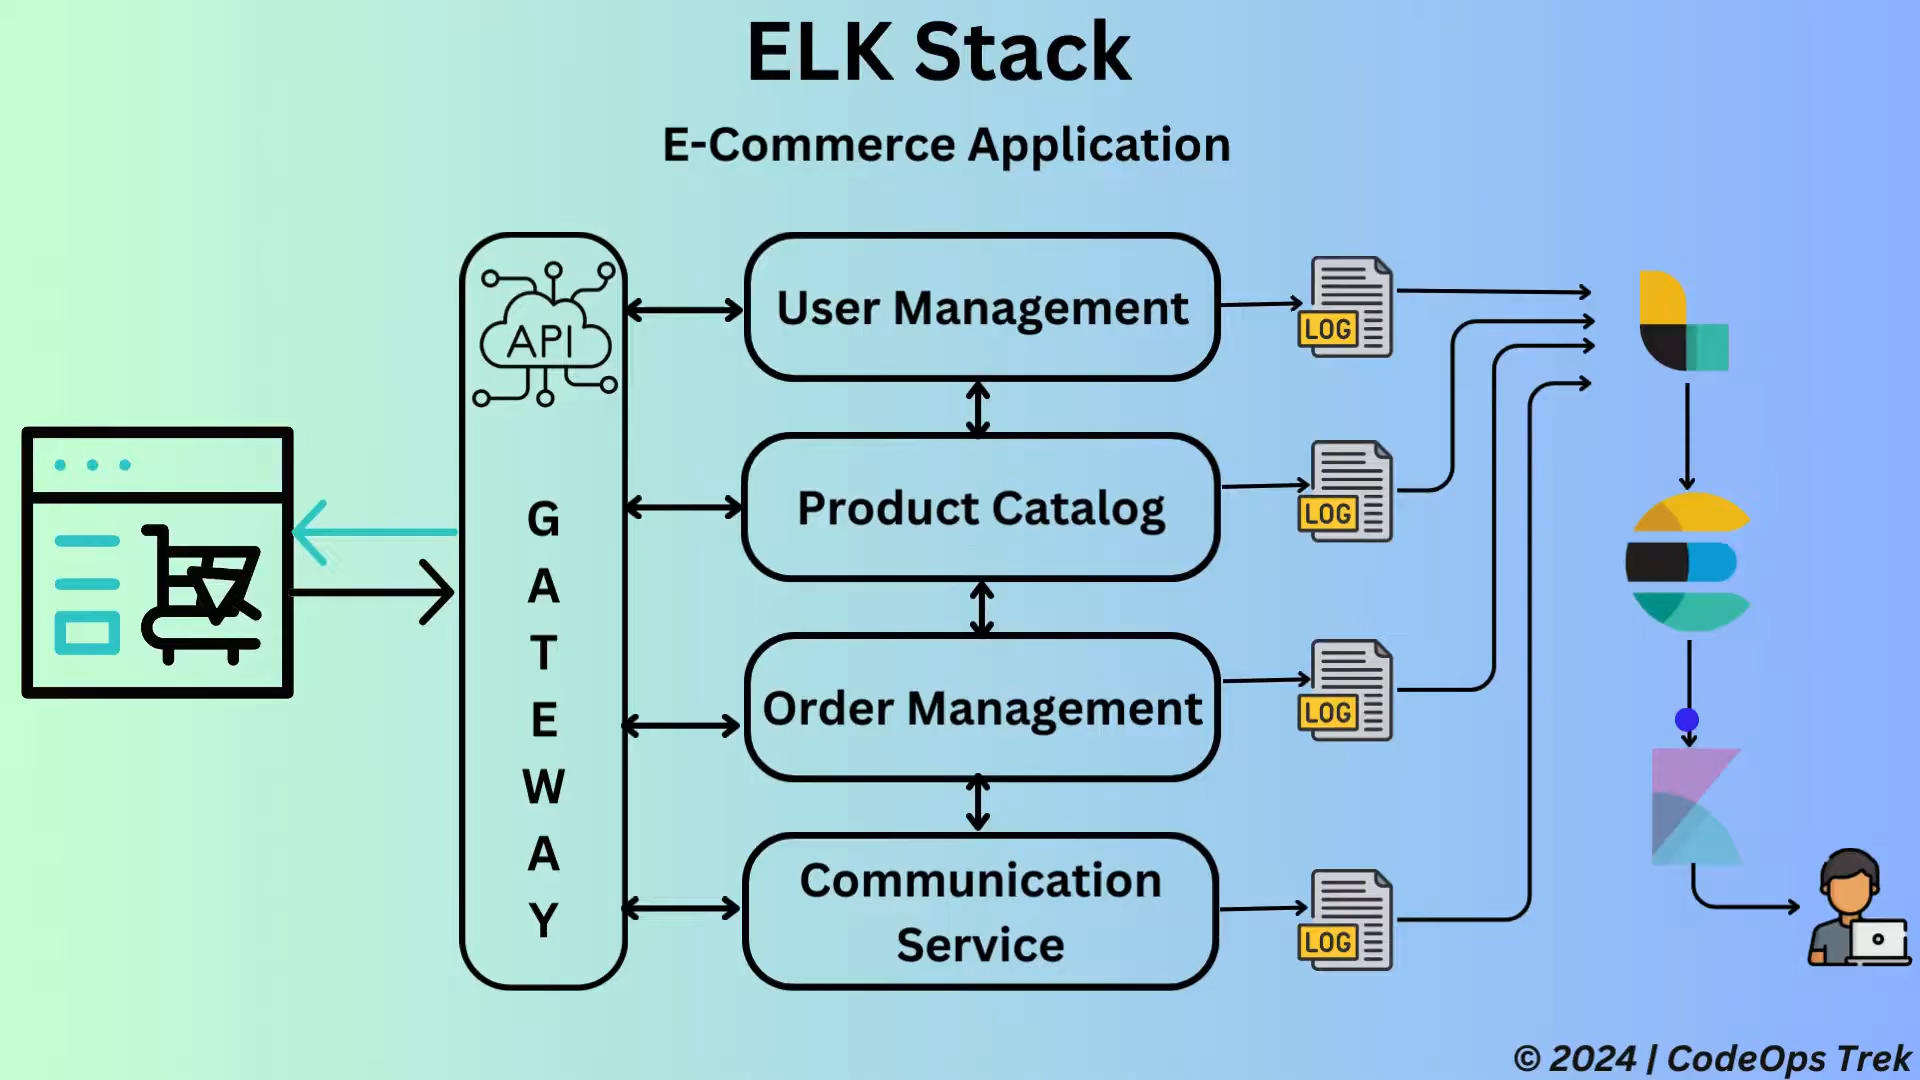 ELK Stack
E-Commerce Application
API
G
A
T
E
W
A
Y
User Management
LOG
Product Catalog
LOG
Order Management
LOG
Communication
Service
LOG
© 2024 | CodeOps Trek